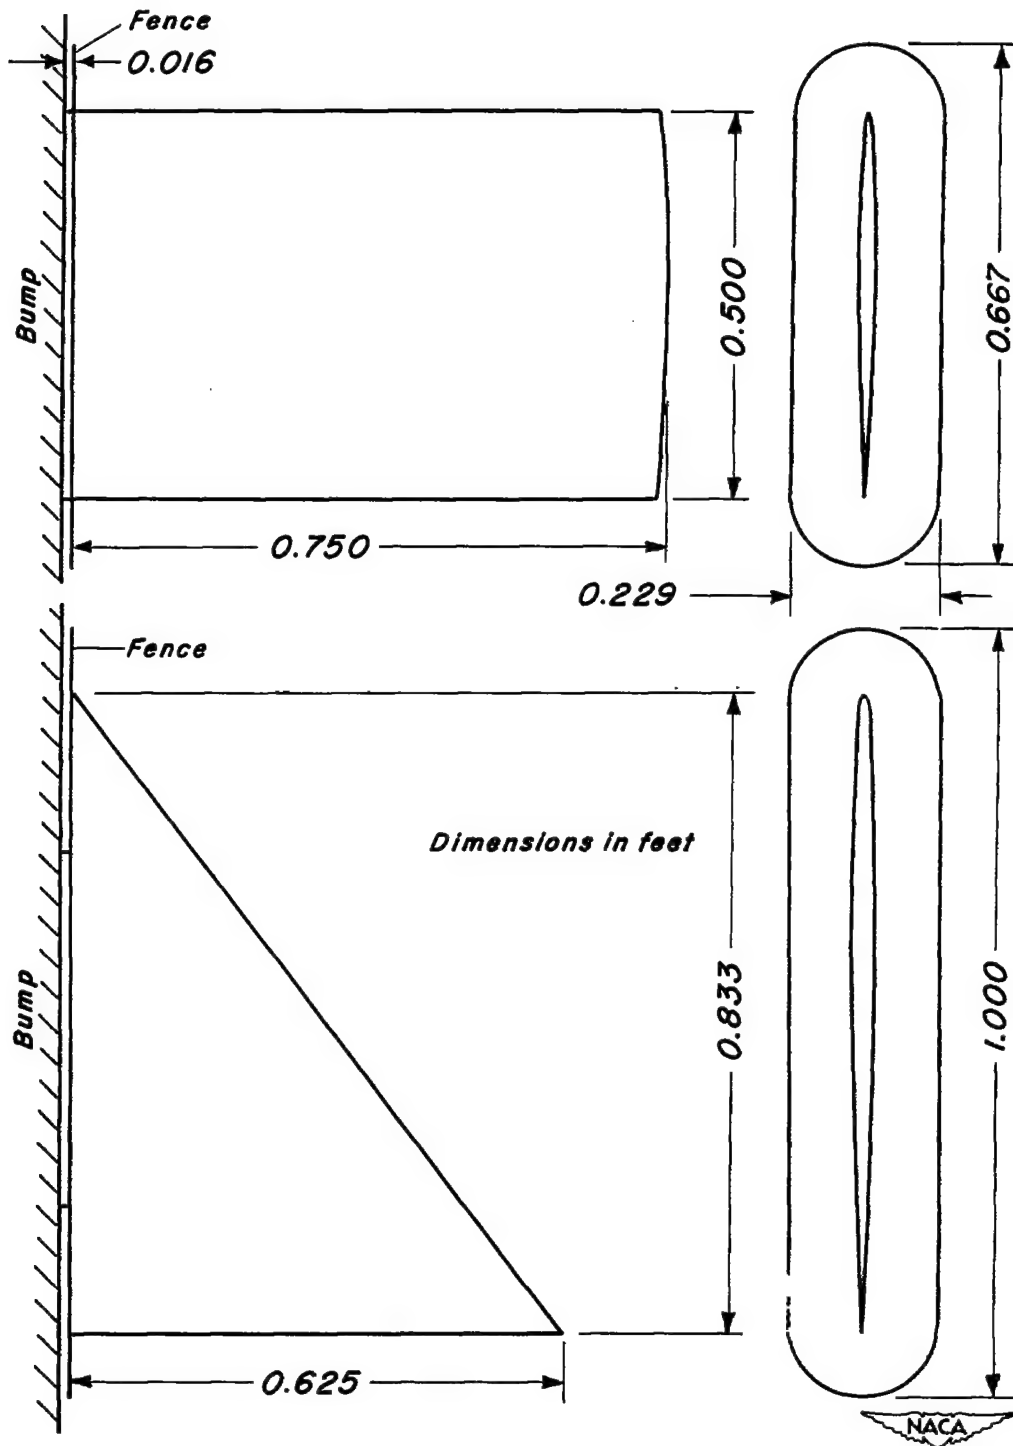 Fence
0.016
Bump
0.500
0.667
0.750
0.229
Fence
Dimensions in feet
Bump
0.833
1.000
0.625
NACA